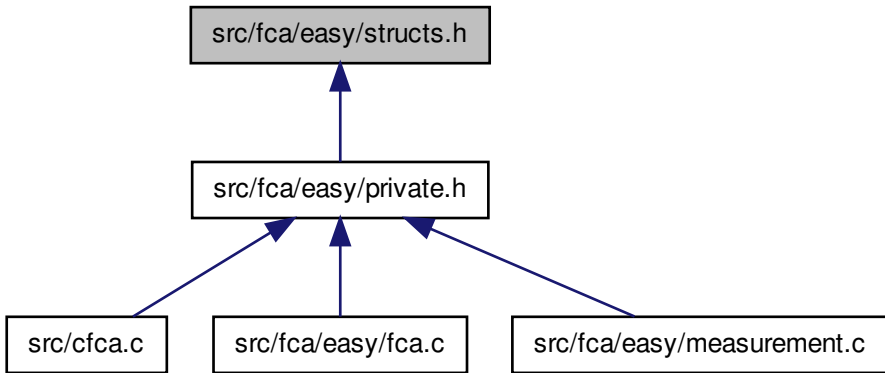 src/fca/easy/structs.h
src/fca/easy/private.h
src/cfca.c
src/fca/easy/fca.c
src/fca/easy/measurement.c